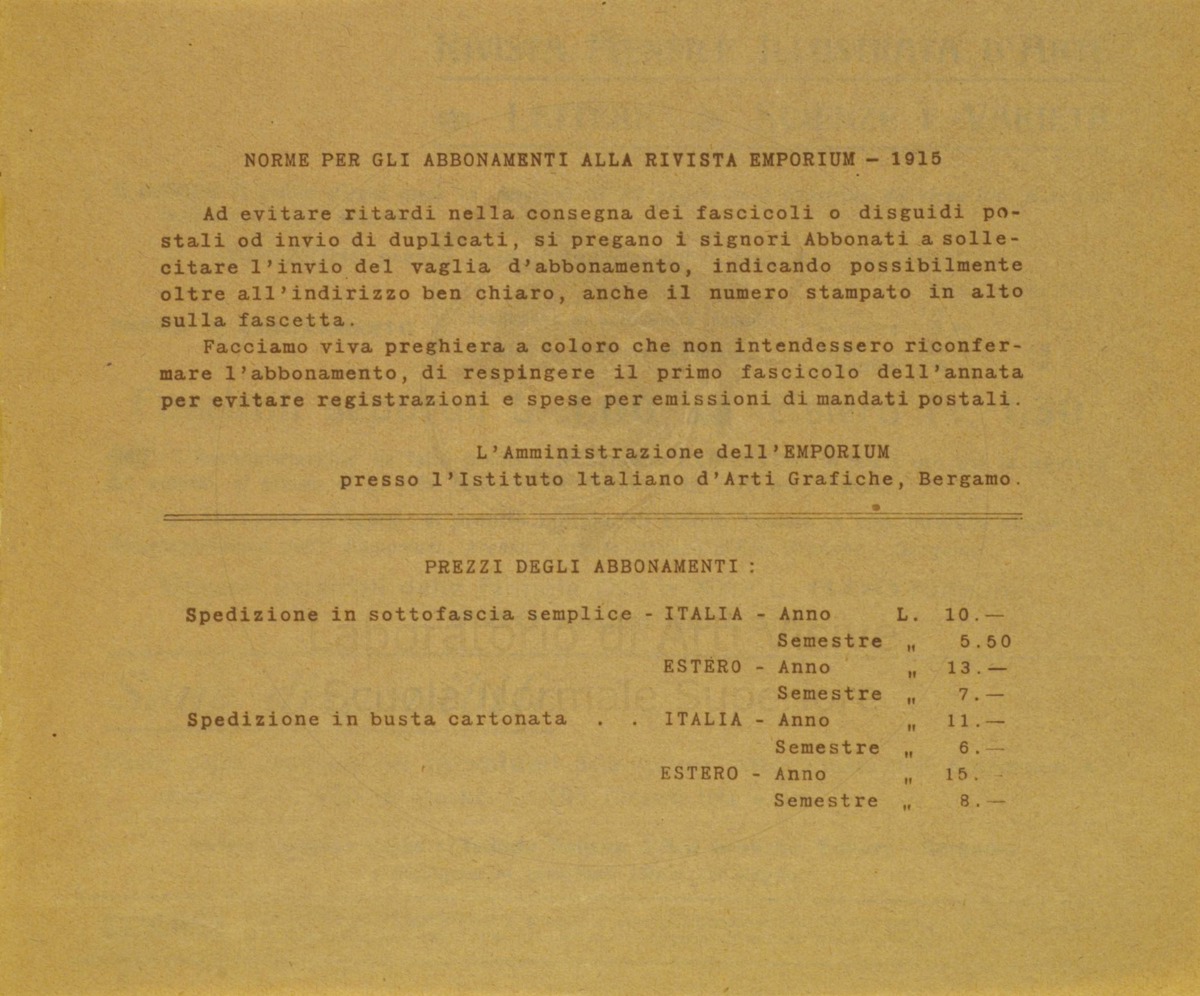 NORME PER GLI ABBONAMENTI ALLA RIVISTA EMPORIUM – 1915
Ad evitare ritardi nella consegna dei fascicoli o disguidi po-
stali od invio di duplicati, si pregano i signori Abbonati a solle-
citare l'invio del vaglia d'abbonamento, indicando possibilmente
oltre all'indirizzo ben chiaro, anche il numero stampato in alto
sulla fascetta.
Facciamo viva preghiera a coloro che non intendessero riconfer-
mare l'abbonamento, di respingere il primo fascicolo dell'annata
per evitare registrazioni e spese per emissioni di mandati postali.
L'Amministrazione dell'EMPORIUM
presso l'Istituto Italiano d'Arti Grafiche, Bergamo.
PREZZI DEGLI ABBONAMENTI :
Spedizione in sottofascia semplice - ITALIA - Anno L. 10.—
Semestre „ 5.50
ESTERO - Anno „ 13.—
Semestre „ 7.—
Spedizione in busta cartonata . . ITALIA - Anno „ 11.—
Semestre „ 6.—
ESTERO - Anno „ 15.—
Semestre „ 8.—